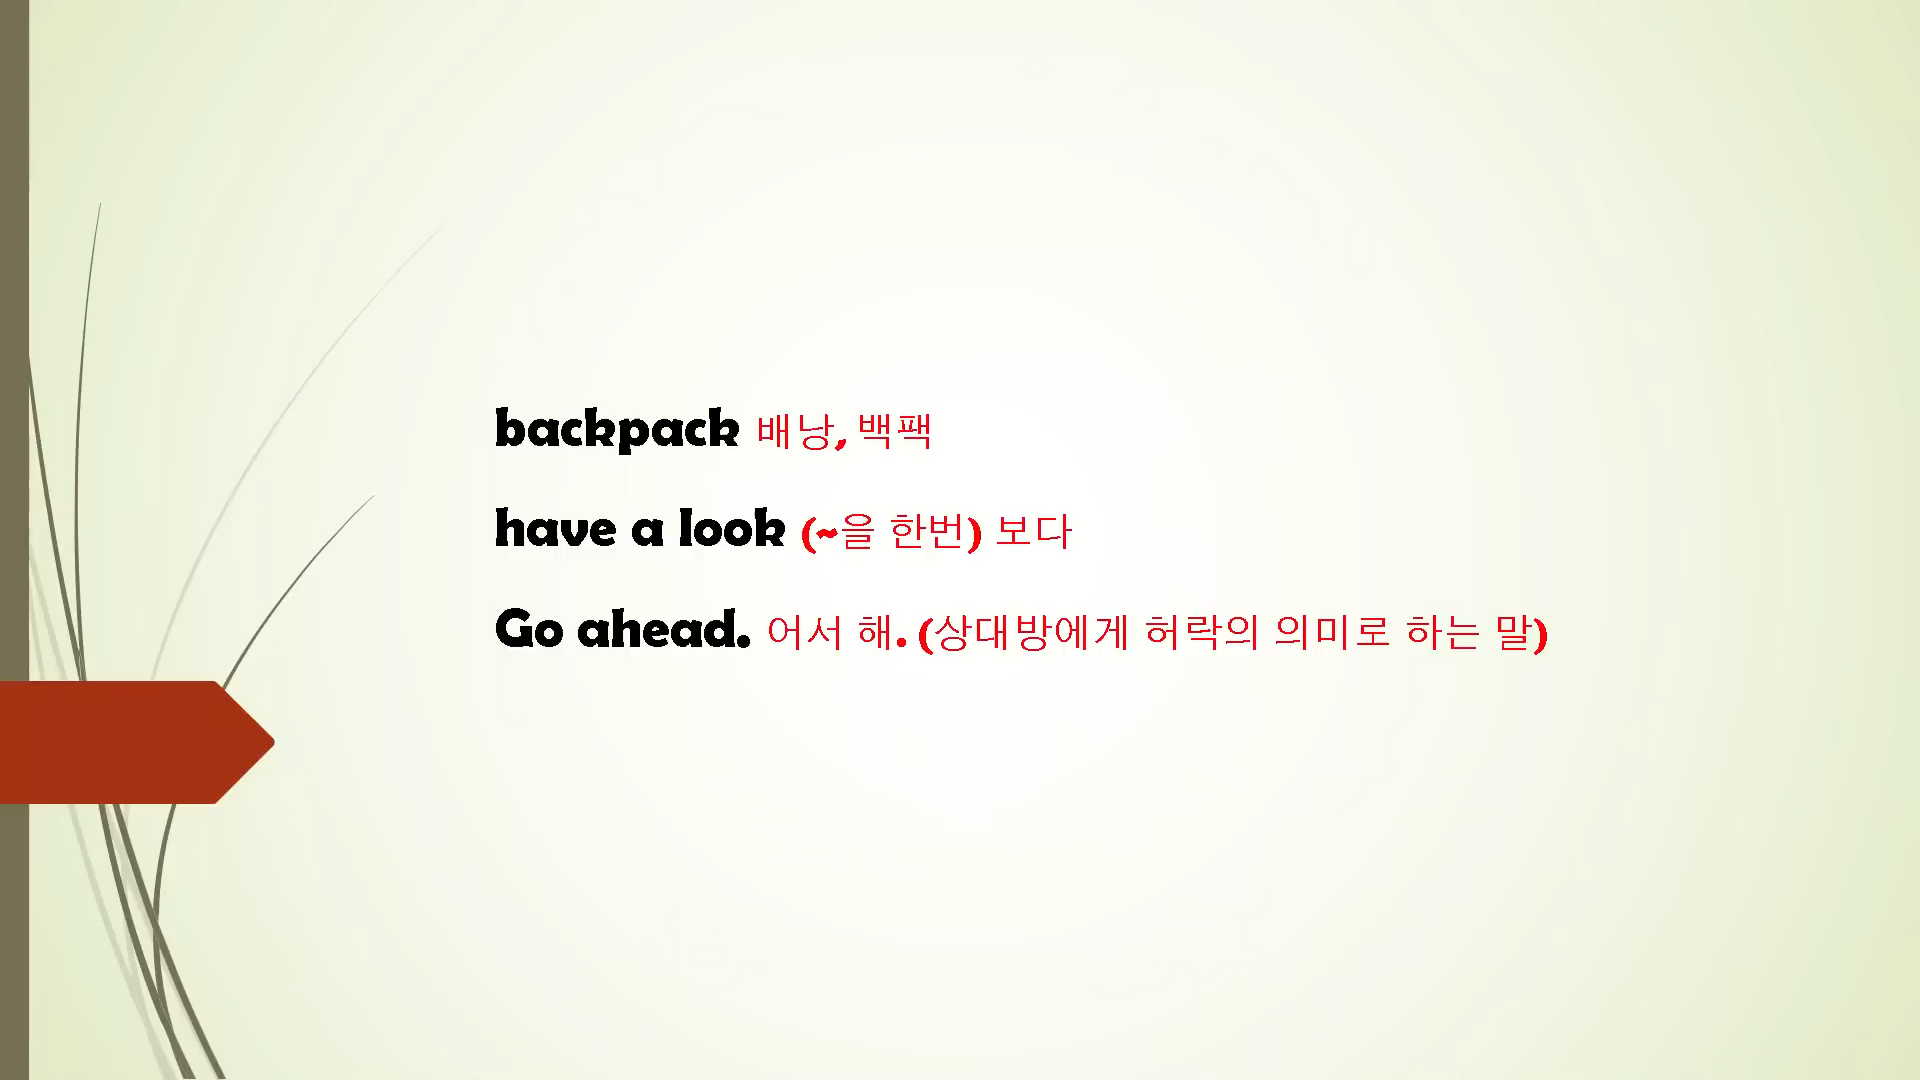 backpack 배낭, 백팩
have a look (~을 한번) 보다
Go ahead. 어서 해. (상대방에게 허락의 의미로 하는 말)